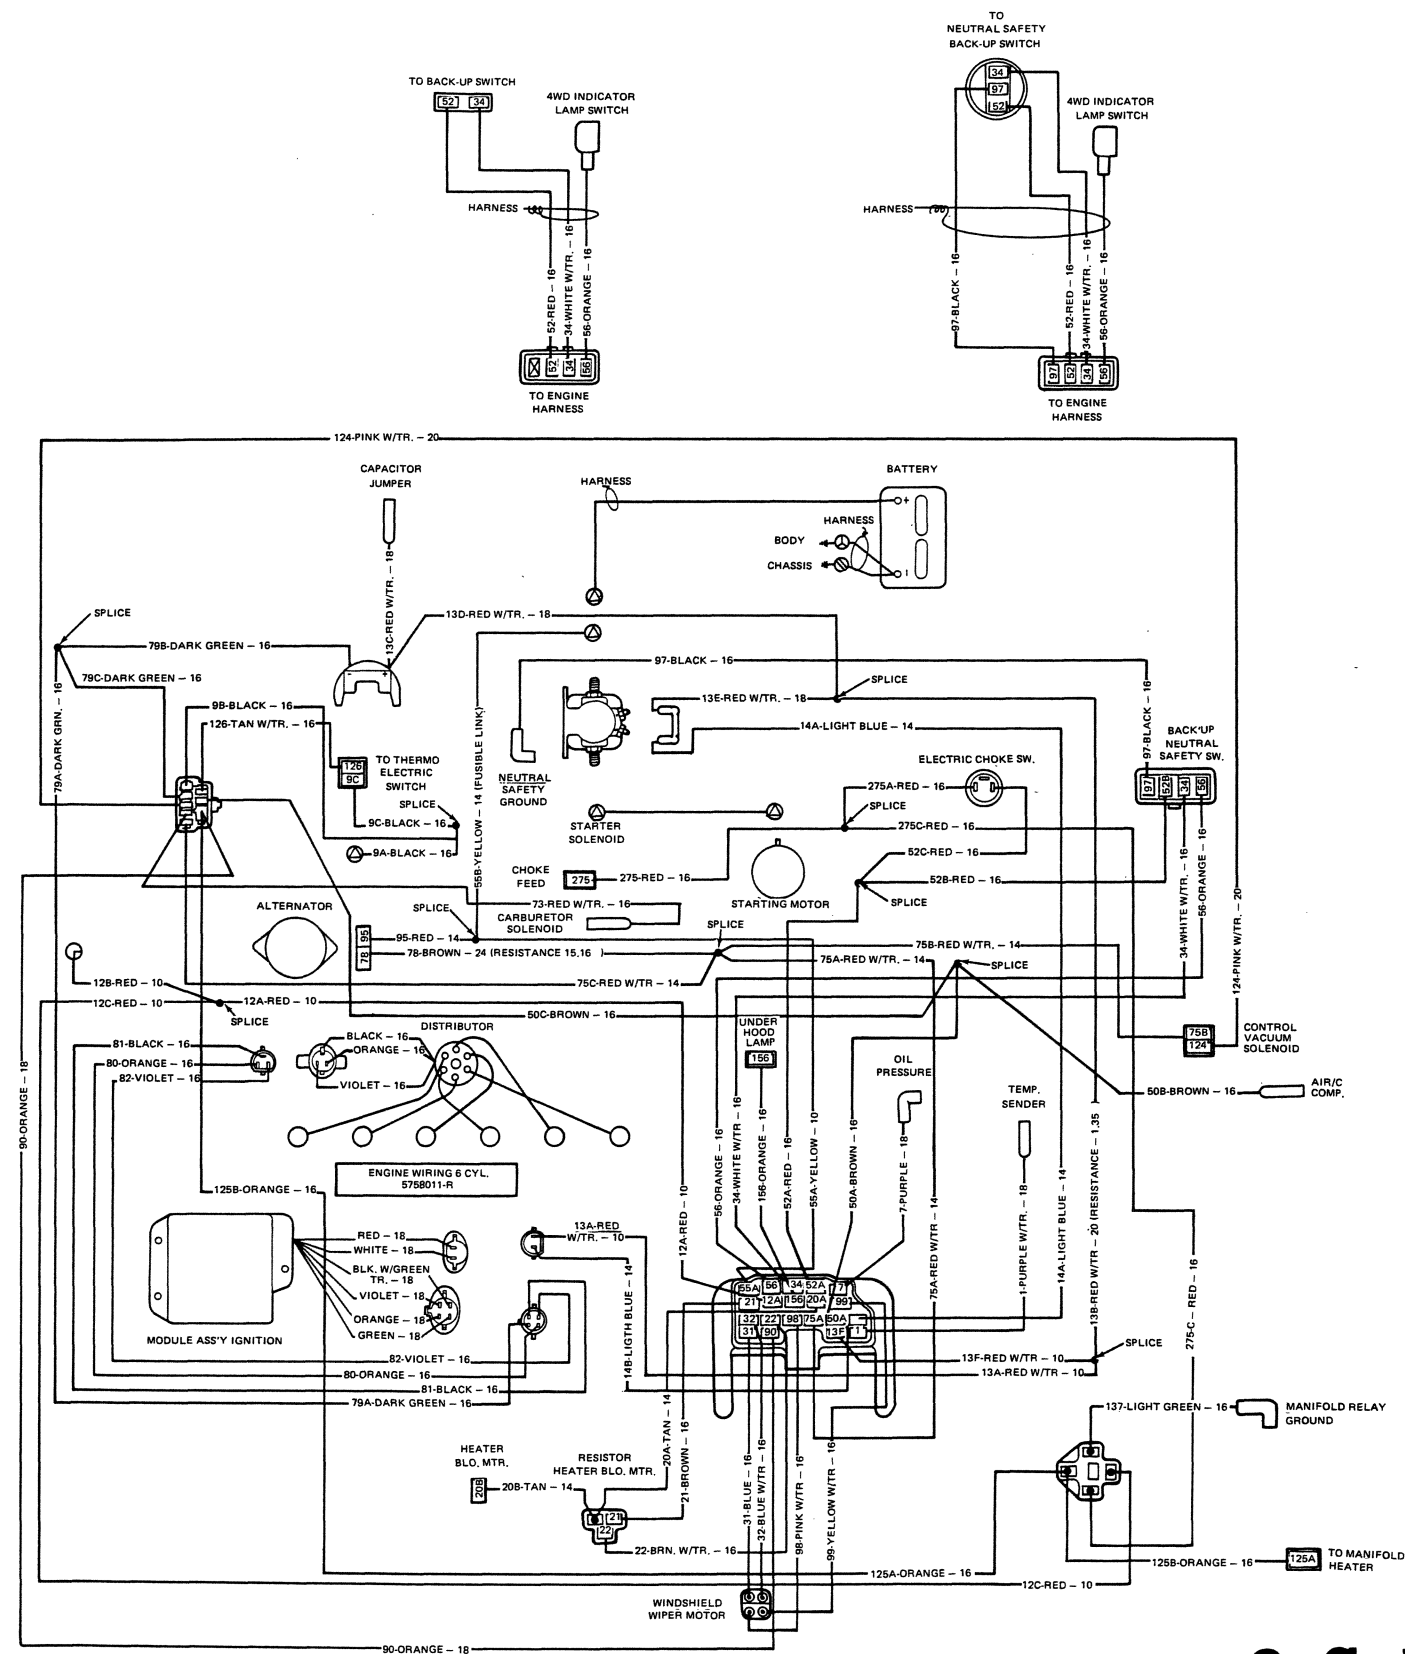 TO
NEUTRAL SAFETY
BACK-UP SWITCH
34
97
52
TO BACK-UP SWITCH
52 34
4WD INDICATOR
LAMP SWITCH
4WD INDICATOR
LAMP SWITCH
HARNESS
HARNESS
52-RED – 16
34-WHITE W/TR. – 16
56-ORANGE – 16
97-BLACK – 16
52-RED – 16
34-WHITE W/TR. – 16
56-ORANGE – 16
52 34 56
TO ENGINE
HARNESS
97 52 34 56
TO ENGINE
HARNESS
124-PINK W/TR. – 20
CAPACITOR
JUMPER
HARNESS
BATTERY
+
HARNESS
BODY
CHASSIS
13C-RED W/TR. – 18
SPLICE
13D-RED W/TR. – 18
79B-DARK GREEN – 16
79C-DARK GREEN – 16
- +
97-BLACK – 16
SPLICE
13E-RED W/TR. – 18
79A-DARK GRN. – 16
9B-BLACK – 16
126-TAN W/TR. – 16
14A-LIGHT BLUE – 14
97-BLACK – 16
BACK'UP
NEUTRAL
SAFETY SW.
97 52B 34 56
126
9C
TO THERMO
ELECTRIC
SWITCH
55B-YELLOW – 14 (FUSIBLE LINK)
NEUTRAL
SAFETY
GROUND
ELECTRIC CHOKE SW.
275A-RED – 16
SPLICE
SPLICE
9C-BLACK – 16
STARTER
SOLENOID
275C-RED – 16
9A-BLACK – 16
52C-RED – 16
CHOKE
FEED
275
275-RED – 16
52B-RED – 16
STARTING MOTOR
SPLICE
34-WHITE W/TR. – 16
56-ORANGE – 16
124-PINK W/TR. – 20
ALTERNATOR
SPLICE
73-RED W/TR. – 16
CARBURETOR
SOLENOID
SPLICE
95
78
95-RED – 14
78-BROWN – 24 (RESISTANCE 15,16 )
75B-RED W/TR. – 14
75A-RED W/TR. – 14
SPLICE
12B-RED – 10
75C-RED W/TR. – 14
12C-RED – 10
12A-RED – 10
SPLICE
50C-BROWN – 16
UNDER
HOOD
LAMP
156
75B
124
CONTROL
VACUUM
SOLENOID
81-BLACK – 16
80-ORANGE – 16
82-VIOLET – 16
BLACK – 16
ORANGE – 16
VIOLET – 16
DISTRIBUTOR
OIL
PRESSURE
TEMP.
SENDER
50B-BROWN – 16
AIR/C
COMP.
90-ORANGE – 18
56-ORANGE – 16
34-WHITE W/TR – 16
156-ORANGE – 16
52A-RED – 16
55A-YELLOW – 10
50A-BROWN – 16
7-PURPLE – 18
75A-RED W/TR – 14
1-PURPLE W/TR. – 18
14A-LIGHT BLUE – 14
13B-RED W/TR – 20 (RESISTANCE – 1.35
ENGINE WIRING 6 CYL.
5758011-R
125B-ORANGE – 16
12A-RED – 10
RED – 18
WHITE – 18
BLK. W/GREEN
TR. – 18
VIOLET – 18
ORANGE – 18
GREEN – 18
13A-RED
W/TR. – 10
14B-LIGTH BLUE – 14
MODULE ASS'Y IGNITION
55A 56 34 52A 7
21 12A 156 20A 99
32 22 98 75A 50A
31 90 13F 1
275-C – RED – 16
SPLICE
82-VIOLET – 16
13F-RED W/TR – 10
80-ORANGE – 16
13A-RED W/TR – 10
81-BLACK – 16
79A-DARK GREEN – 16
137-LIGHT GREEN – 16
MANIFOLD RELAY
GROUND
HEATER
BLO. MTR.
20B
20B-TAN – 14
RESISTOR
HEATER BLO. MTR.
20A-TAN – 14
21-BROWN – 16
31-BLUE – 16
32-BLUE W/TR – 16
98-PINK W/TR – 16
99-YELLOW W/TR – 16
21
22
22-BRN. W/TR. – 16
125B-ORANGE – 16
125A
TO MANIFOLD
HEATER
125A-ORANGE – 16
12C-RED – 10
WINDSHIELD
WIPER MOTOR
90-ORANGE – 18